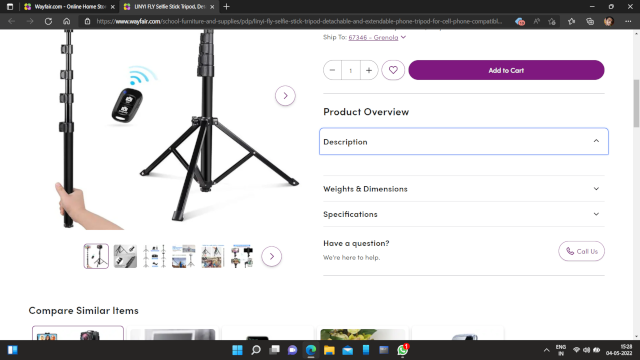 Wayfair.com - Online Home Stor
LINYI FLY Selfie Stick Tripod, Det
https://www.wayfair.com/school-furniture-and-supplies/pdp/linyi-fly-selfie-stick-tripod-detachable-and-extendable-phone-tripod-for-cell-phone-compatibl...
Ship To: 67346 - Grenola
1
Add to Cart
Product Overview
Description
Weights & Dimensions
Specifications
Have a question?
We're here to help.
Call Us
Compare Similar Items
ENG
IN
15:28
04-05-2022